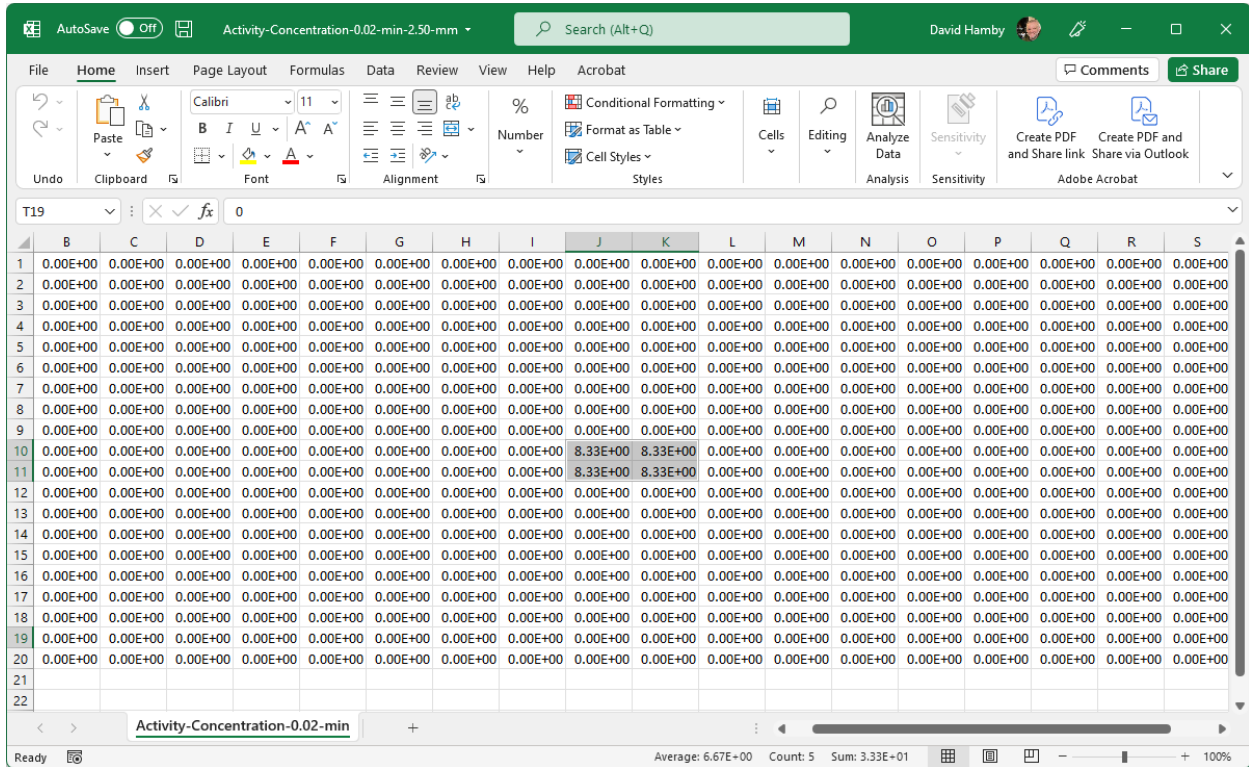 AutoSave Off Activity-Concentration-0.02-min-2.50-mm Search (Alt+Q) David Hamby
File Home Insert Page Layout Formulas Data Review View Help Acrobat Comments Share
Calibri 11
Paste
B I U A A
A
ab
%
Number
Conditional Formatting
Format as Table
Cell Styles
Cells
Editing
Analyze
Data
Sensitivity
Create PDF
and Share link
Create PDF and
Share via Outlook
Undo Clipboard Font Alignment Styles Analysis Sensitivity Adobe Acrobat
T19 fx 0
B C D E F G H I J K L M N O P Q R S
1 0.00E+00 0.00E+00 0.00E+00 0.00E+00 0.00E+00 0.00E+00 0.00E+00 0.00E+00 0.00E+00 0.00E+00 0.00E+00 0.00E+00 0.00E+00 0.00E+00 0.00E+00 0.00E+00 0.00E+00 0.00E+00
2 0.00E+00 0.00E+00 0.00E+00 0.00E+00 0.00E+00 0.00E+00 0.00E+00 0.00E+00 0.00E+00 0.00E+00 0.00E+00 0.00E+00 0.00E+00 0.00E+00 0.00E+00 0.00E+00 0.00E+00 0.00E+00
3 0.00E+00 0.00E+00 0.00E+00 0.00E+00 0.00E+00 0.00E+00 0.00E+00 0.00E+00 0.00E+00 0.00E+00 0.00E+00 0.00E+00 0.00E+00 0.00E+00 0.00E+00 0.00E+00 0.00E+00 0.00E+00
4 0.00E+00 0.00E+00 0.00E+00 0.00E+00 0.00E+00 0.00E+00 0.00E+00 0.00E+00 0.00E+00 0.00E+00 0.00E+00 0.00E+00 0.00E+00 0.00E+00 0.00E+00 0.00E+00 0.00E+00 0.00E+00
5 0.00E+00 0.00E+00 0.00E+00 0.00E+00 0.00E+00 0.00E+00 0.00E+00 0.00E+00 0.00E+00 0.00E+00 0.00E+00 0.00E+00 0.00E+00 0.00E+00 0.00E+00 0.00E+00 0.00E+00 0.00E+00
6 0.00E+00 0.00E+00 0.00E+00 0.00E+00 0.00E+00 0.00E+00 0.00E+00 0.00E+00 0.00E+00 0.00E+00 0.00E+00 0.00E+00 0.00E+00 0.00E+00 0.00E+00 0.00E+00 0.00E+00 0.00E+00
7 0.00E+00 0.00E+00 0.00E+00 0.00E+00 0.00E+00 0.00E+00 0.00E+00 0.00E+00 0.00E+00 0.00E+00 0.00E+00 0.00E+00 0.00E+00 0.00E+00 0.00E+00 0.00E+00 0.00E+00 0.00E+00
8 0.00E+00 0.00E+00 0.00E+00 0.00E+00 0.00E+00 0.00E+00 0.00E+00 0.00E+00 0.00E+00 0.00E+00 0.00E+00 0.00E+00 0.00E+00 0.00E+00 0.00E+00 0.00E+00 0.00E+00 0.00E+00
9 0.00E+00 0.00E+00 0.00E+00 0.00E+00 0.00E+00 0.00E+00 0.00E+00 0.00E+00 0.00E+00 0.00E+00 0.00E+00 0.00E+00 0.00E+00 0.00E+00 0.00E+00 0.00E+00 0.00E+00 0.00E+00
10 0.00E+00 0.00E+00 0.00E+00 0.00E+00 0.00E+00 0.00E+00 0.00E+00 0.00E+00 8.33E+00 8.33E+00 0.00E+00 0.00E+00 0.00E+00 0.00E+00 0.00E+00 0.00E+00 0.00E+00 0.00E+00
11 0.00E+00 0.00E+00 0.00E+00 0.00E+00 0.00E+00 0.00E+00 0.00E+00 0.00E+00 8.33E+00 8.33E+00 0.00E+00 0.00E+00 0.00E+00 0.00E+00 0.00E+00 0.00E+00 0.00E+00 0.00E+00
12 0.00E+00 0.00E+00 0.00E+00 0.00E+00 0.00E+00 0.00E+00 0.00E+00 0.00E+00 0.00E+00 0.00E+00 0.00E+00 0.00E+00 0.00E+00 0.00E+00 0.00E+00 0.00E+00 0.00E+00 0.00E+00
13 0.00E+00 0.00E+00 0.00E+00 0.00E+00 0.00E+00 0.00E+00 0.00E+00 0.00E+00 0.00E+00 0.00E+00 0.00E+00 0.00E+00 0.00E+00 0.00E+00 0.00E+00 0.00E+00 0.00E+00 0.00E+00
14 0.00E+00 0.00E+00 0.00E+00 0.00E+00 0.00E+00 0.00E+00 0.00E+00 0.00E+00 0.00E+00 0.00E+00 0.00E+00 0.00E+00 0.00E+00 0.00E+00 0.00E+00 0.00E+00 0.00E+00 0.00E+00
15 0.00E+00 0.00E+00 0.00E+00 0.00E+00 0.00E+00 0.00E+00 0.00E+00 0.00E+00 0.00E+00 0.00E+00 0.00E+00 0.00E+00 0.00E+00 0.00E+00 0.00E+00 0.00E+00 0.00E+00 0.00E+00
16 0.00E+00 0.00E+00 0.00E+00 0.00E+00 0.00E+00 0.00E+00 0.00E+00 0.00E+00 0.00E+00 0.00E+00 0.00E+00 0.00E+00 0.00E+00 0.00E+00 0.00E+00 0.00E+00 0.00E+00 0.00E+00
17 0.00E+00 0.00E+00 0.00E+00 0.00E+00 0.00E+00 0.00E+00 0.00E+00 0.00E+00 0.00E+00 0.00E+00 0.00E+00 0.00E+00 0.00E+00 0.00E+00 0.00E+00 0.00E+00 0.00E+00 0.00E+00
18 0.00E+00 0.00E+00 0.00E+00 0.00E+00 0.00E+00 0.00E+00 0.00E+00 0.00E+00 0.00E+00 0.00E+00 0.00E+00 0.00E+00 0.00E+00 0.00E+00 0.00E+00 0.00E+00 0.00E+00 0.00E+00
19 0.00E+00 0.00E+00 0.00E+00 0.00E+00 0.00E+00 0.00E+00 0.00E+00 0.00E+00 0.00E+00 0.00E+00 0.00E+00 0.00E+00 0.00E+00 0.00E+00 0.00E+00 0.00E+00 0.00E+00 0.00E+00
20 0.00E+00 0.00E+00 0.00E+00 0.00E+00 0.00E+00 0.00E+00 0.00E+00 0.00E+00 0.00E+00 0.00E+00 0.00E+00 0.00E+00 0.00E+00 0.00E+00 0.00E+00 0.00E+00 0.00E+00 0.00E+00
21
22
Activity-Concentration-0.02-min
Ready Average: 6.67E+00 Count: 5 Sum: 3.33E+01 100%